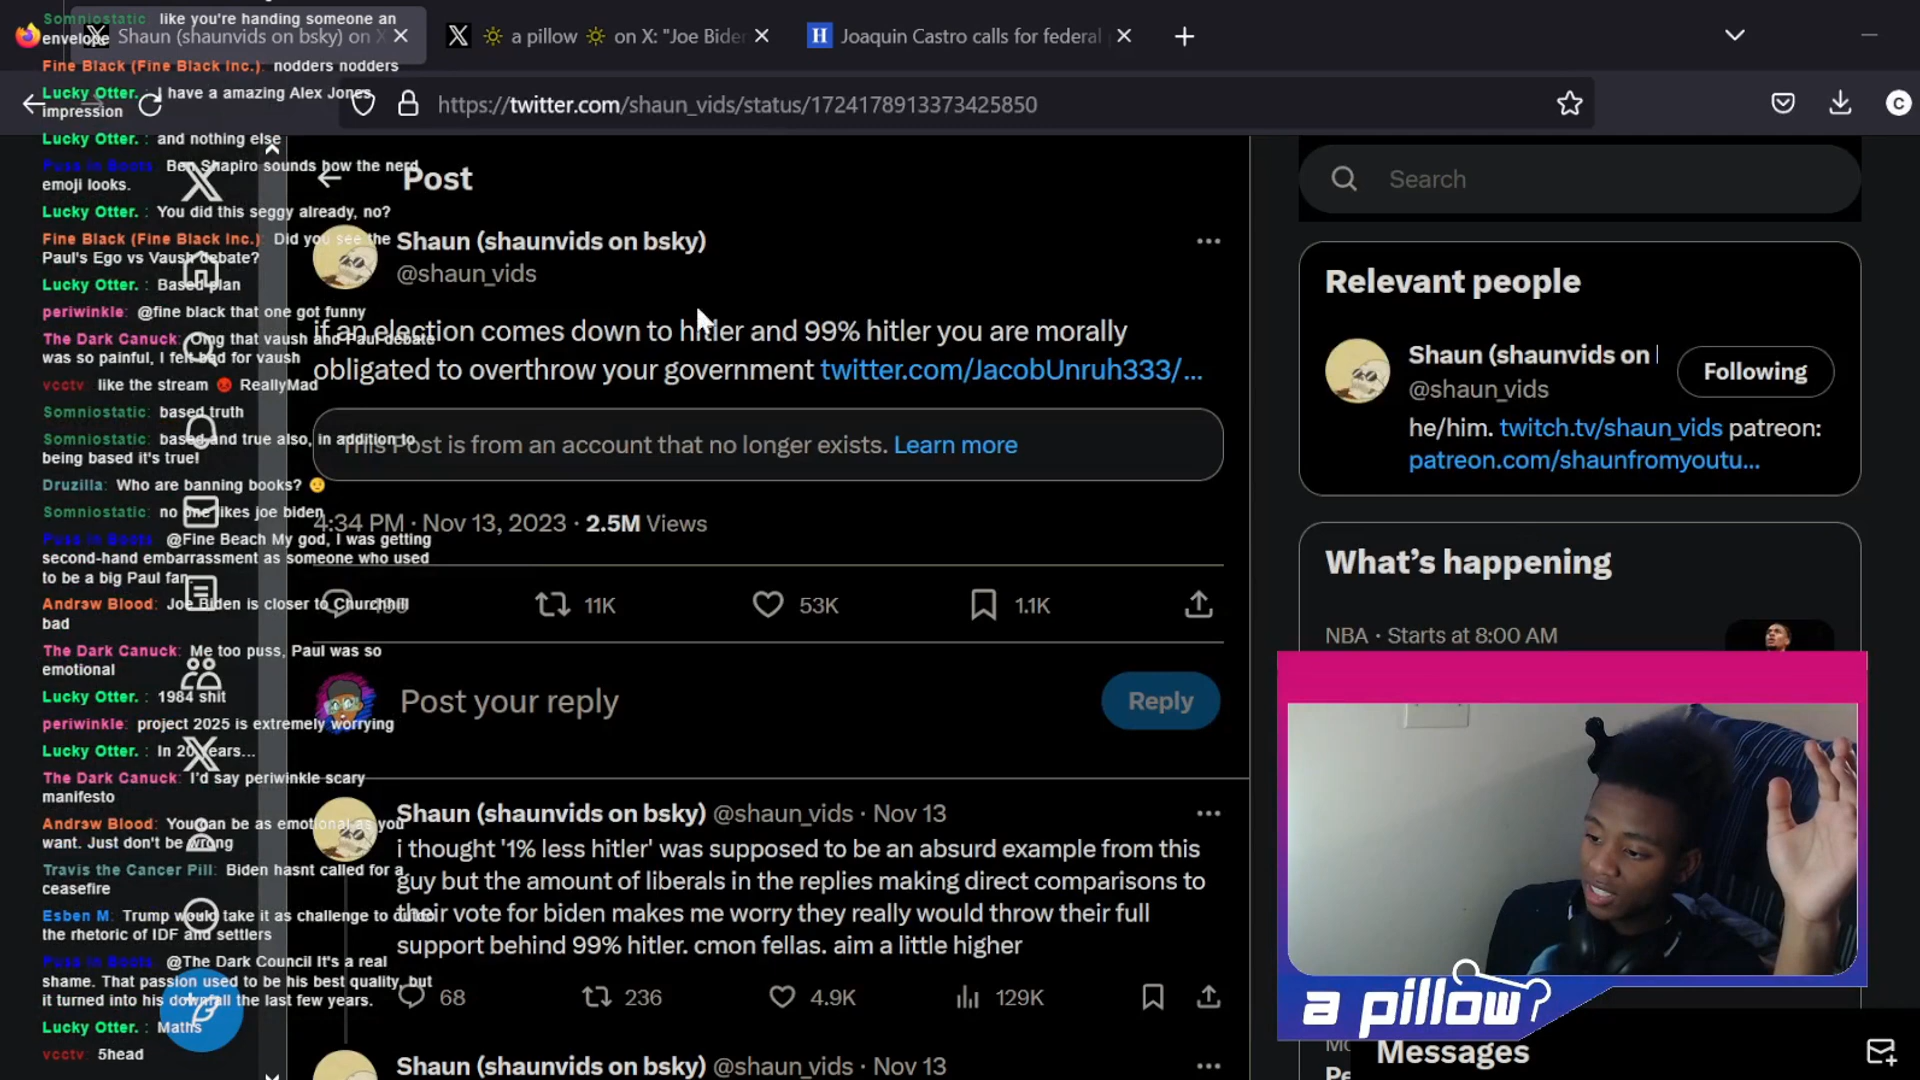 Shaun (shaunvids on bsky) on X
a pillow on X: "Joe Biden
Joaquin Castro calls for federal
https://twitter.com/shaun_vids/status/1724178913373425850
Somniostatic: like you're handing someone an
envelope
Fine Black (Fine Black Inc.): nodders nodders
Lucky Otter. : I have a amazing Alex Jones
impression
Lucky Otter. : and nothing else
Puss in Boots: Ben Shapiro sounds how the nerd
emoji looks.
Lucky Otter. : You did this seggy already, no?
Fine Black (Fine Black Inc.): Did you see the
Paul's Ego vs Vaush debate?
Lucky Otter. : Based plan
periwinkle: @fine black that one got funny
The Dark Canuck: Omg that vaush and Paul debate
was so painful, I felt bad for vaush
vcctv: like the stream ReallyMad
Somniostatic: based truth
Somniostatic: based and true also, in addition to
being based it's true!
Druzilla: Who are banning books?
Somniostatic: no one likes joe biden
Puss in Boots: @Fine Beach My god, I was getting
second-hand embarrassment as someone who used
to be a big Paul fan.
Andrəw Blood: Joe Biden is closer to Churchhill
bad
The Dark Canuck: Me too puss, Paul was so
emotional
Lucky Otter. : 1984 shit
periwinkle: project 2025 is extremely worrying
Lucky Otter. : In 20 years...
The Dark Canuck: I'd say periwinkle scary
manifesto
Andrəw Blood: You can be as emotional as you
want. Just don't be wrong
Travis the Cancer Pill: Biden hasnt called for a
ceasefire
Esben M: Trump would take it as challenge to outdo
the rhetoric of IDF and settlers
Puss in Boots: @The Dark Council It's a real
shame. That passion used to be his best quality, but
it turned into his downfall the last few years.
Lucky Otter. : Maths
vcctv: 5head
Post
Shaun (shaunvids on bsky)
@shaun_vids
if an election comes down to hitler and 99% hitler you are morally
obligated to overthrow your government twitter.com/JacobUnruh333/...
This Post is from an account that no longer exists. Learn more
4:34 PM · Nov 13, 2023 · 2.5M Views
11K
53K
1.1K
Post your reply
Reply
Shaun (shaunvids on bsky) @shaun_vids · Nov 13
i thought '1% less hitler' was supposed to be an absurd example from this
guy but the amount of liberals in the replies making direct comparisons to
their vote for biden makes me worry they really would throw their full
support behind 99% hitler. cmon fellas. aim a little higher
68
236
4.9K
129K
Shaun (shaunvids on bsky) @shaun_vids · Nov 13
Search
Relevant people
Shaun (shaunvids on
@shaun_vids
Following
he/him. twitch.tv/shaun_vids patreon:
patreon.com/shaunfromyoutu...
What's happening
NBA · Starts at 8:00 AM
a pillow?
Messages